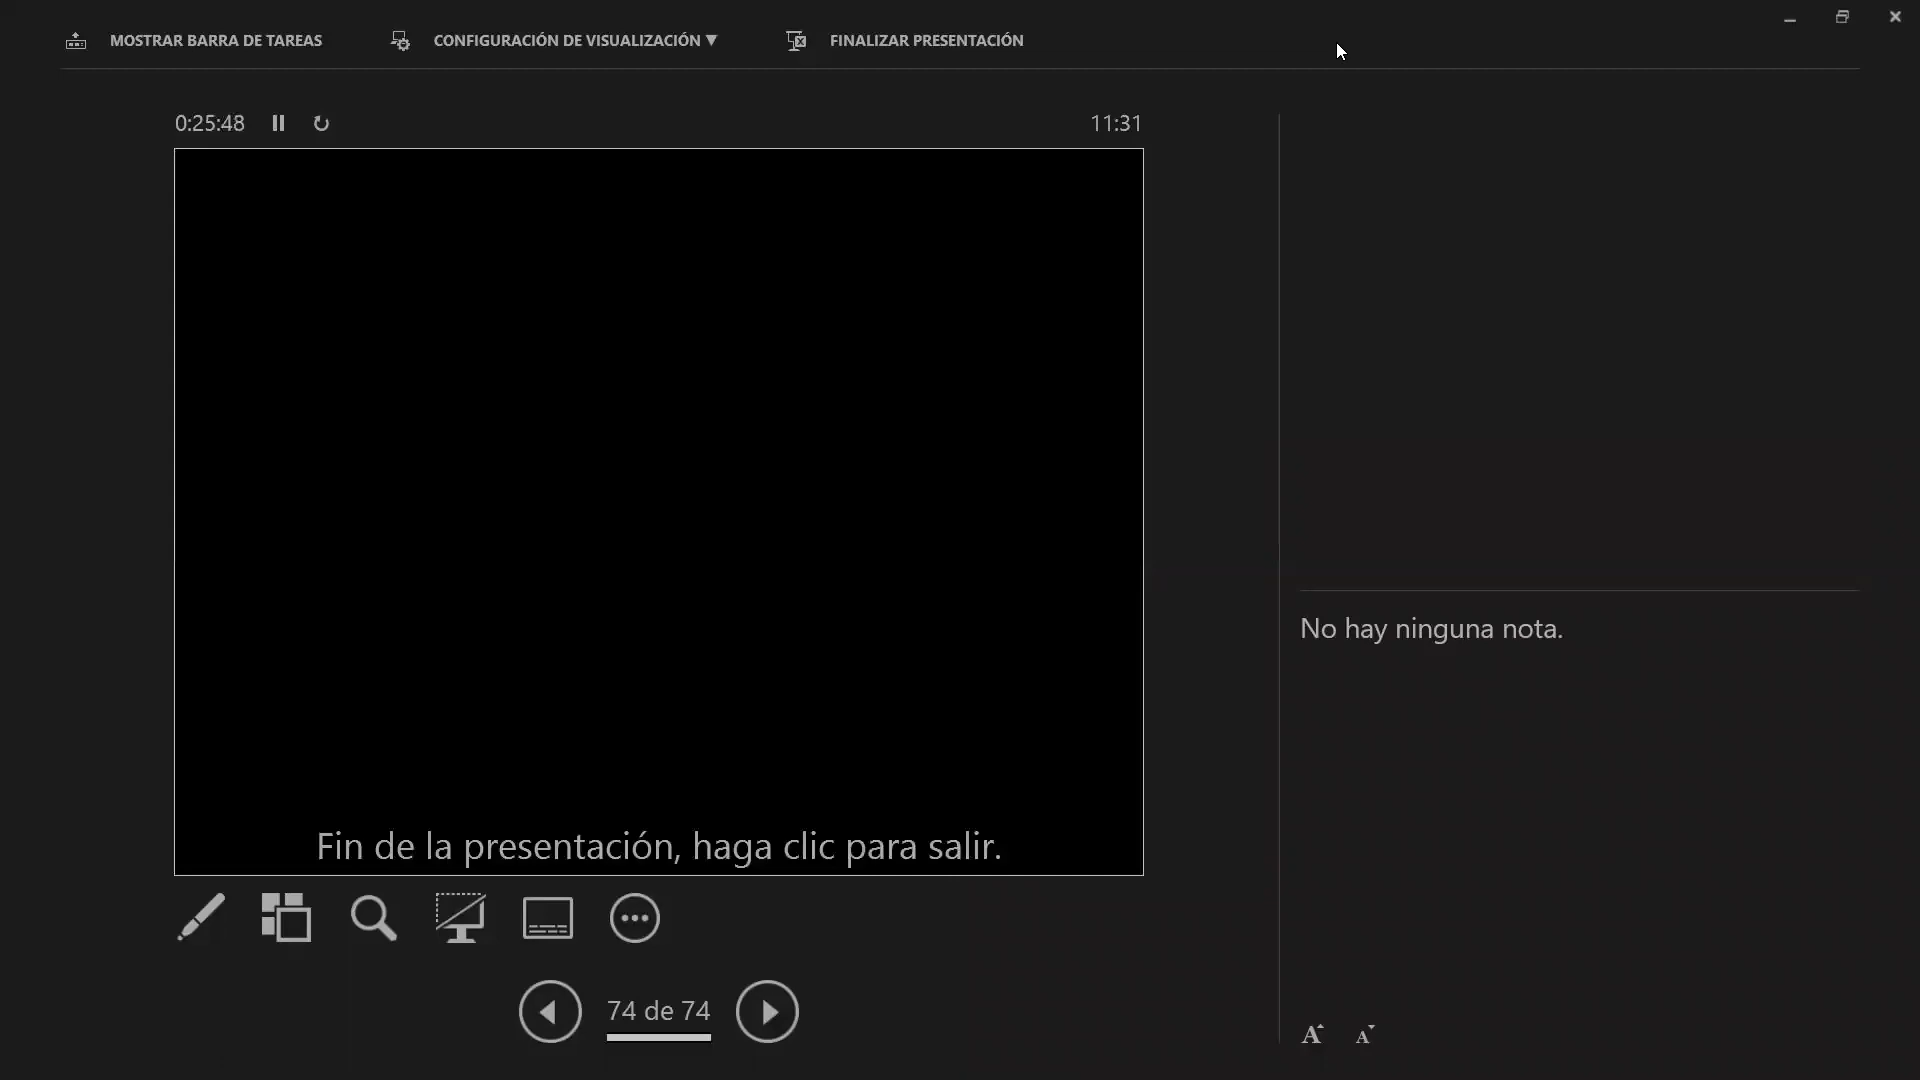 MOSTRAR BARRA DE TAREAS
CONFIGURACIÓN DE VISUALIZACIÓN ▼
FINALIZAR PRESENTACIÓN
0:25:48
11:31
Fin de la presentación, haga clic para salir.
74 de 74
No hay ninguna nota.
A A